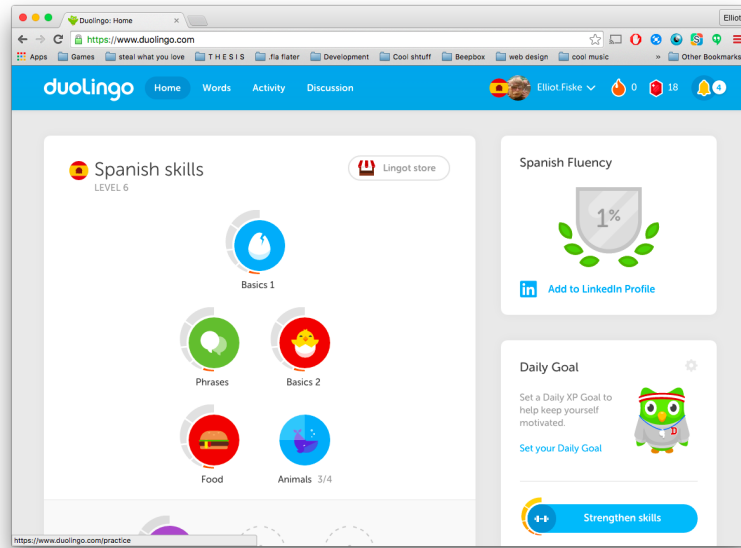 Duolingo: Home
Elliot
https://www.duolingo.com
Apps Games steal what you love T H E S I S .fla flater Development Cool shtuff Beepbox web design cool music » Other Bookmarks
duolingo Home Words Activity Discussion Elliot.Fiske 0 18 4
Spanish skills
LEVEL 6
Lingot store
Basics 1
Phrases Basics 2
Food Animals 3/4
Spanish Fluency
1%
in Add to LinkedIn Profile
Daily Goal
Set a Daily XP Goal to
help keep yourself
motivated.
Set your Daily Goal
D
Strengthen skills
https://www.duolingo.com/practice